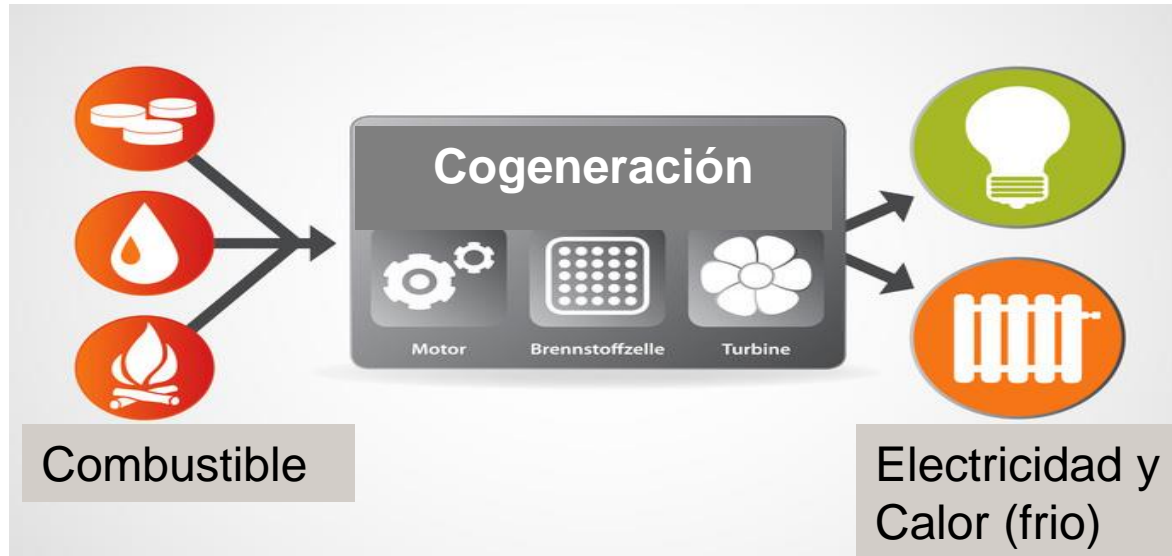 Cogeneración
Motor
Brennstoffzelle
Turbine
Combustible
Electricidad y
Calor (frio)